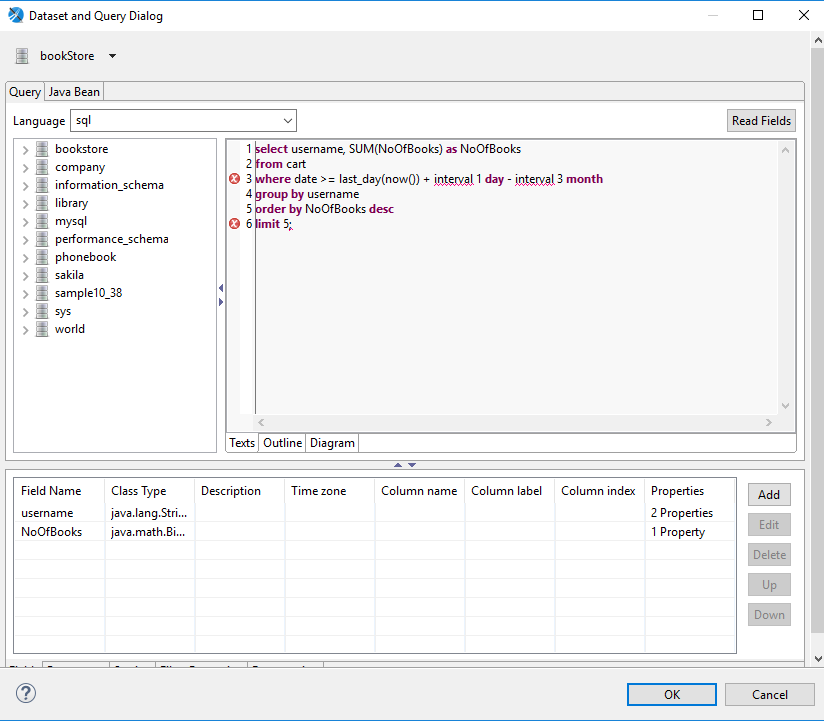 Dataset and Query Dialog
bookStore
Query Java Bean
Language sql Read Fields
bookstore
company
information_schema
library
mysql
performance_schema
phonebook
sakila
sample10_38
sys
world
1 select username, SUM(NoOfBooks) as NoOfBooks
2 from cart
3 where date >= last_day(now()) + interval 1 day - interval 3 month
4 group by username
5 order by NoOfBooks desc
6 limit 5;
Texts Outline Diagram
Field Name Class Type Description Time zone Column name Column label Column index Properties
username java.lang.Stri... 2 Properties
NoOfBooks java.math.Bi... 1 Property
Add
Edit
Delete
Up
Down
? OK Cancel